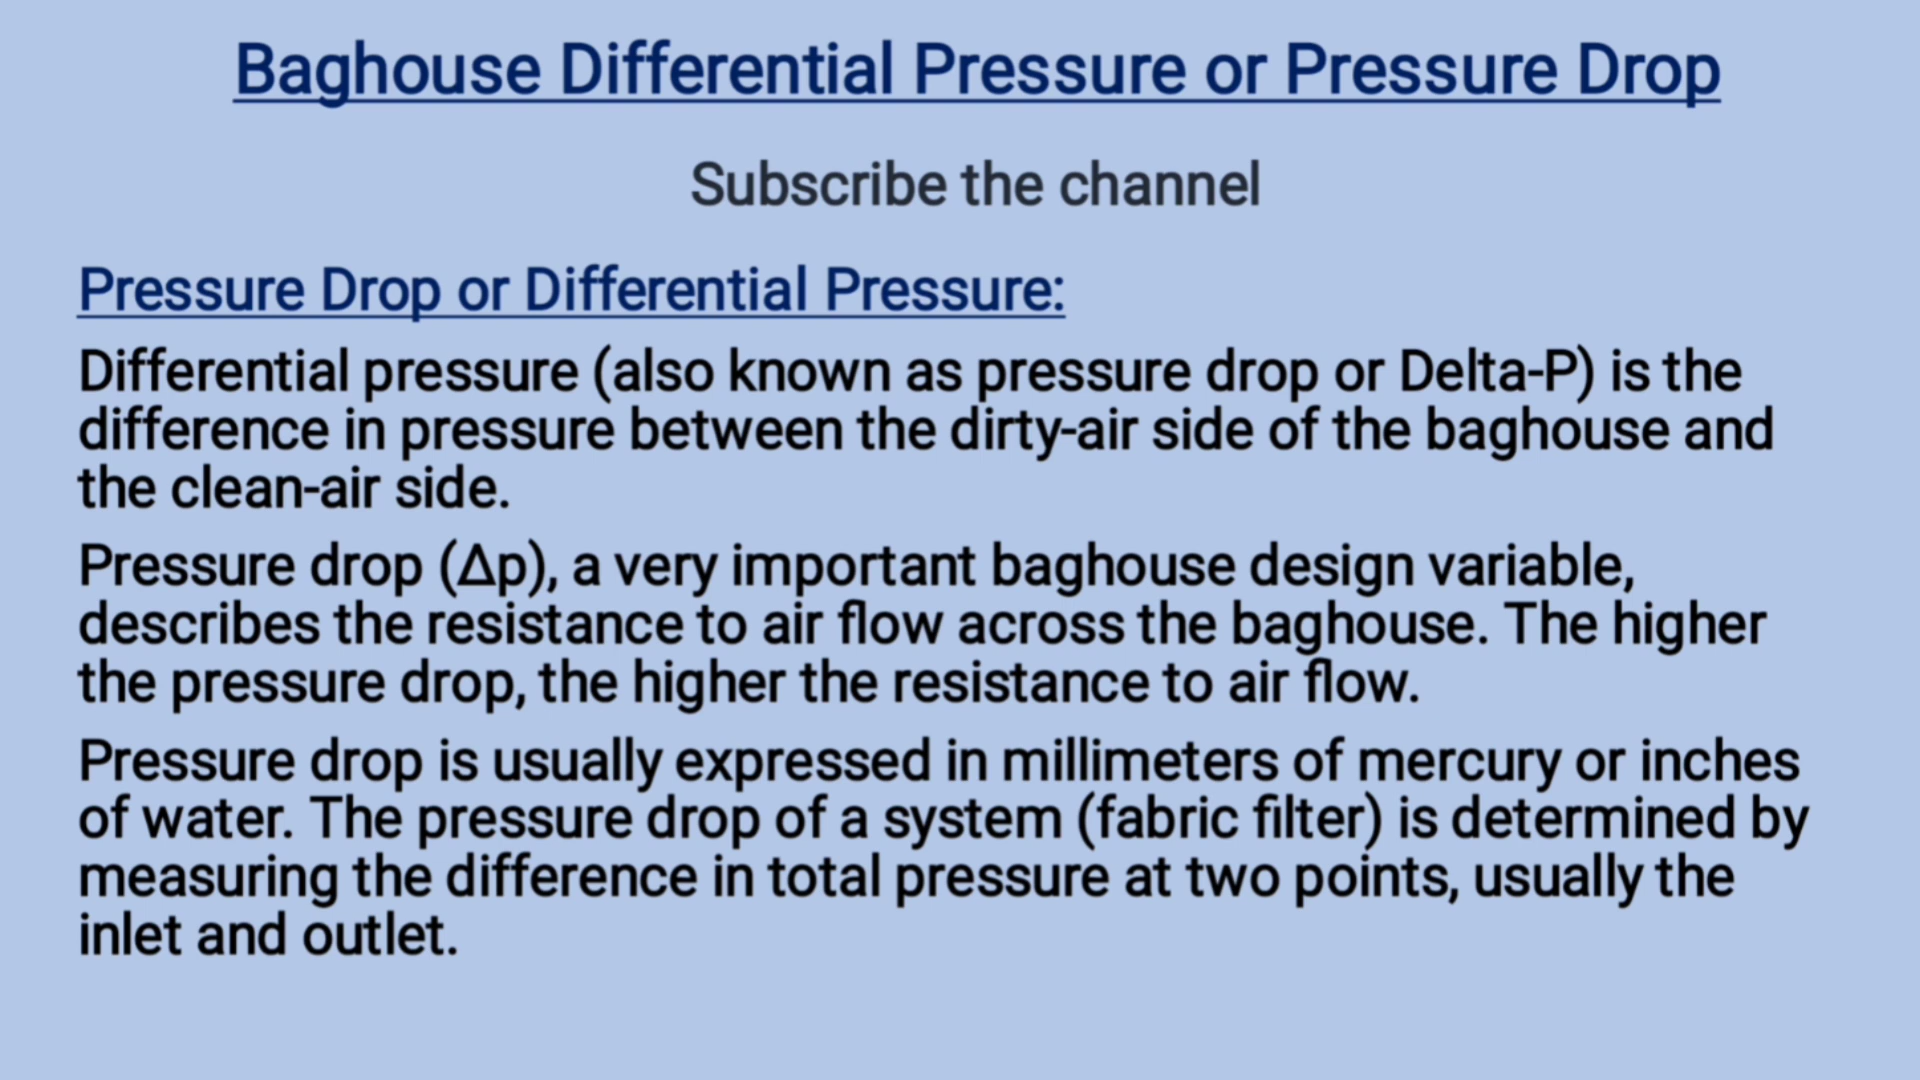 Baghouse Differential Pressure or Pressure Drop
Subscribe the channel
Pressure Drop or Differential Pressure:
Differential pressure (also known as pressure drop or Delta-P) is the
difference in pressure between the dirty-air side of the baghouse and
the clean-air side.
Pressure drop (Δp), a very important baghouse design variable,
describes the resistance to air flow across the baghouse. The higher
the pressure drop, the higher the resistance to air flow.
Pressure drop is usually expressed in millimeters of mercury or inches
of water. The pressure drop of a system (fabric filter) is determined by
measuring the difference in total pressure at two points, usually the
inlet and outlet.